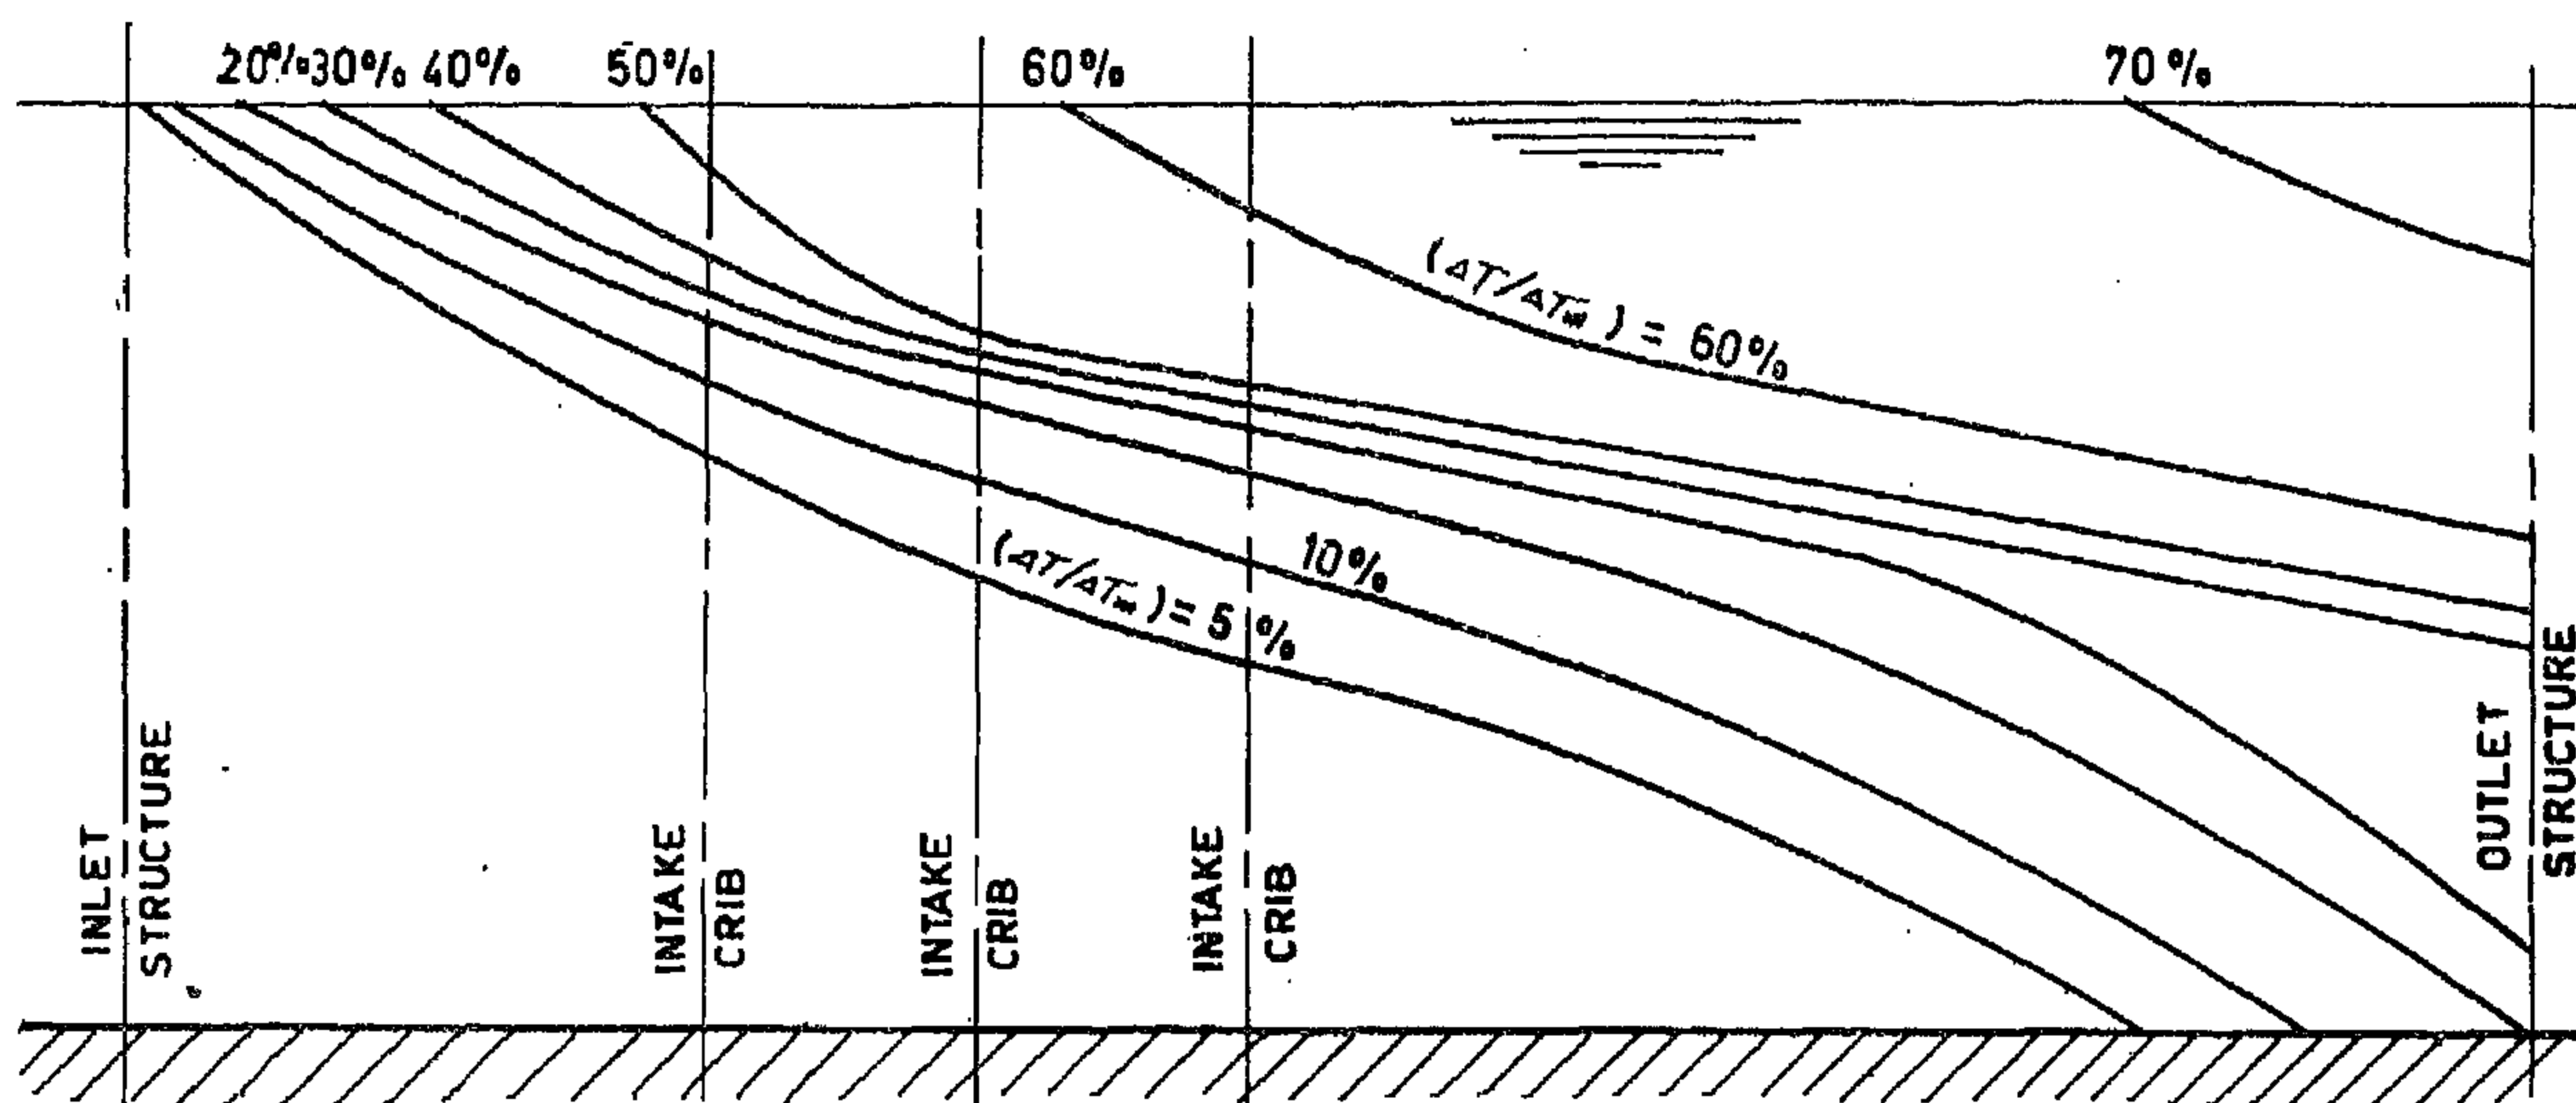 20% 30% 40% 50% 60% 70%
(ΔT/ΔT∞) = 60%
10%
(ΔT/ΔT∞) = 5 %
INLET
STRUCTURE
INTAKE
CRIB
INTAKE
CRIB
INTAKE
CRIB
OUTLET
STRUCTURE